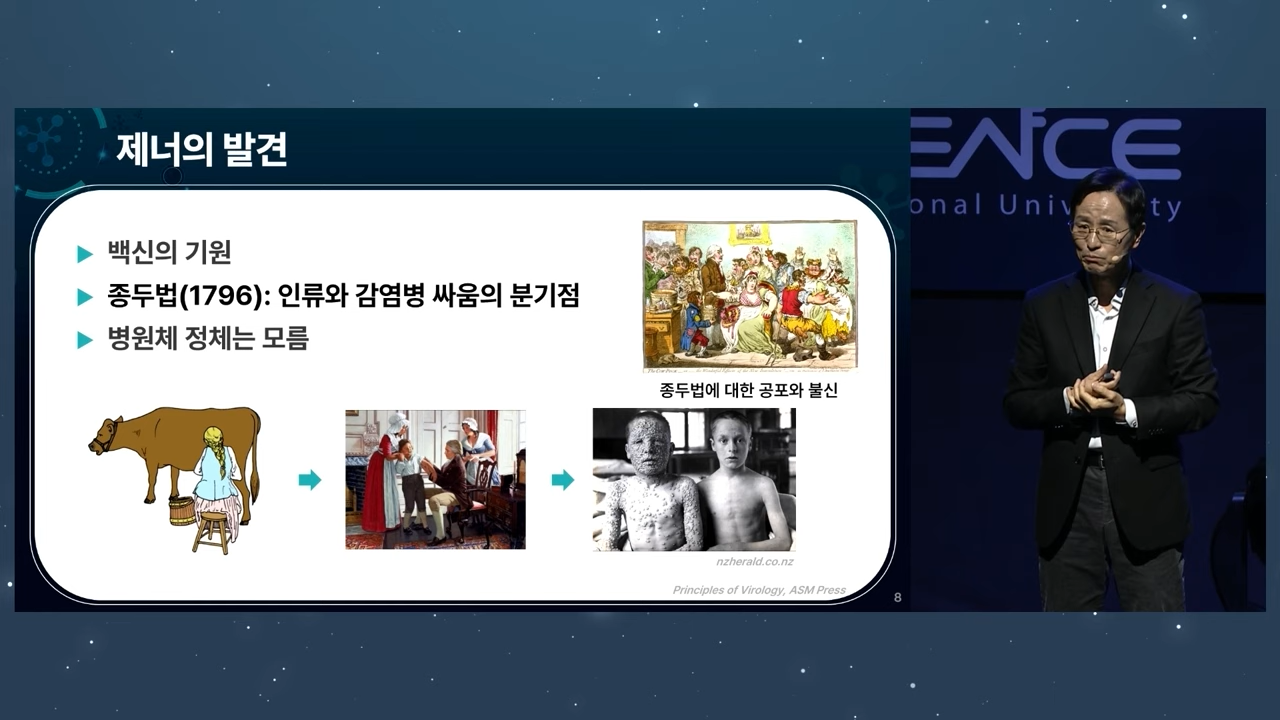 제너의 발견
백신의 기원
종두법(1796): 인류와 감염병 싸움의 분기점
병원체 정체는 모름
종두법에 대한 공포와 불신
nzherald.co.nz
Principles of Virology, ASM Press
8
ENCE
onal University